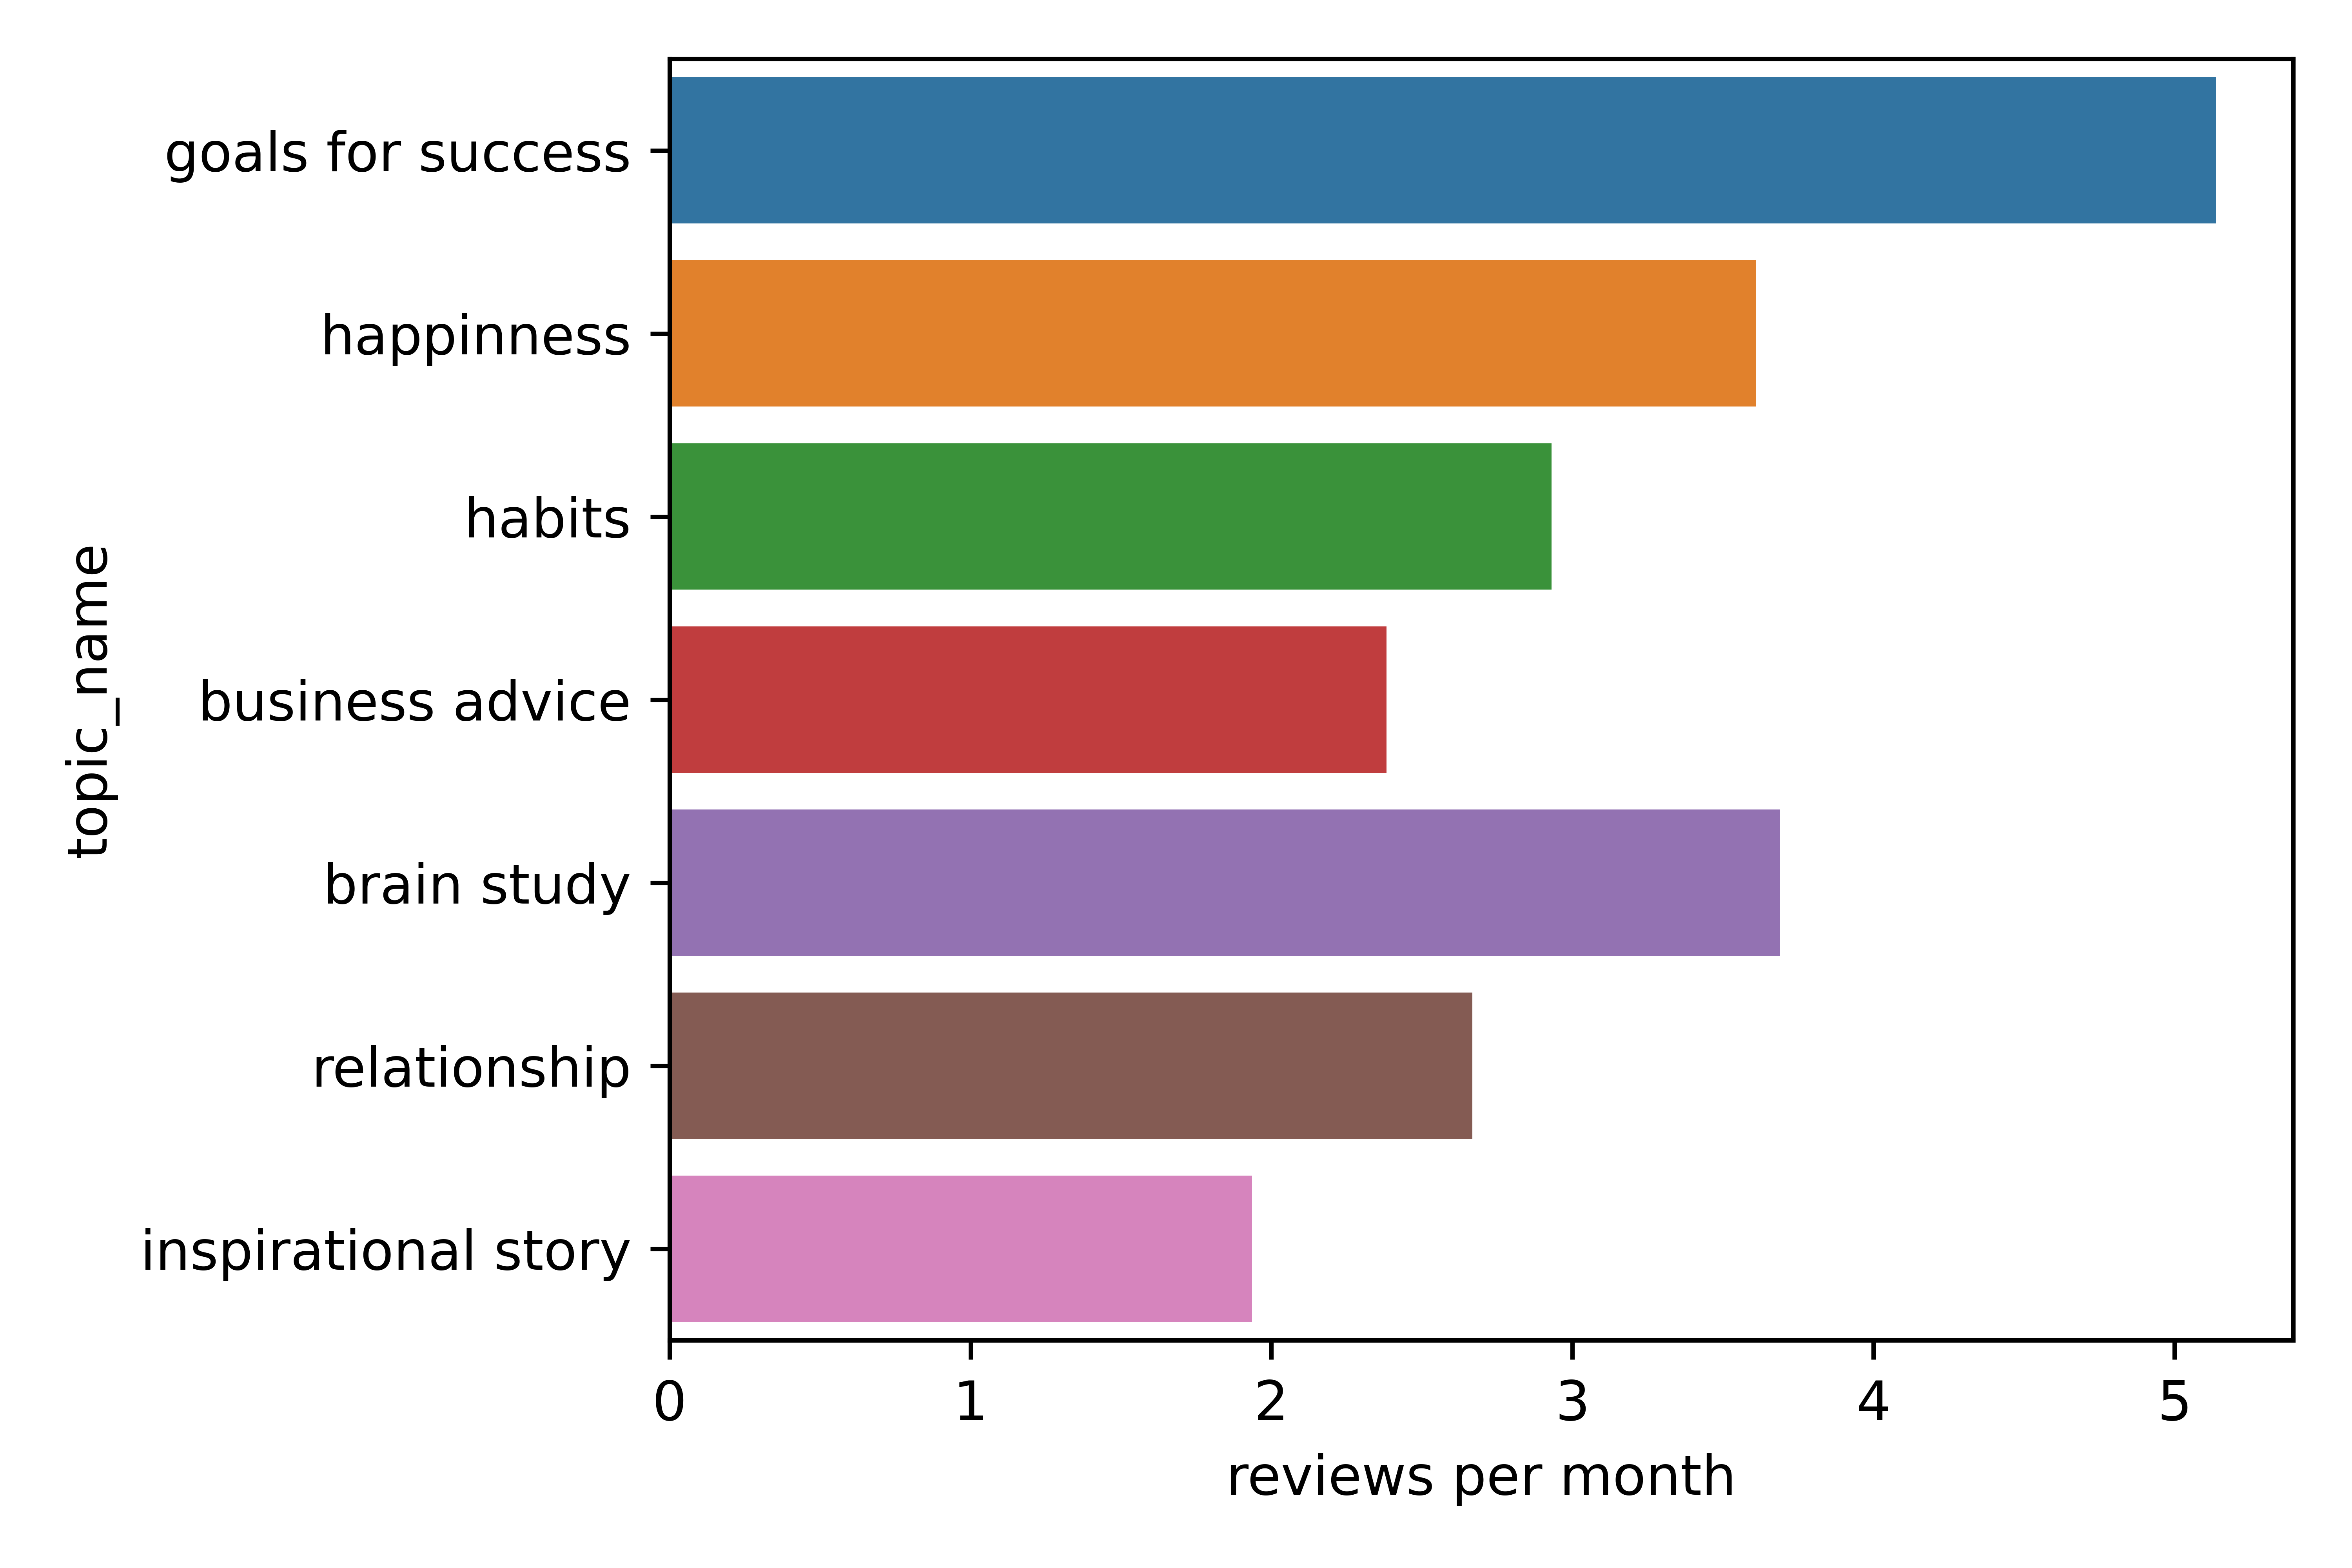 topic_name
goals for success
happinness
habits
business advice
brain study
relationship
inspirational story
0 1 2 3 4 5
reviews per month